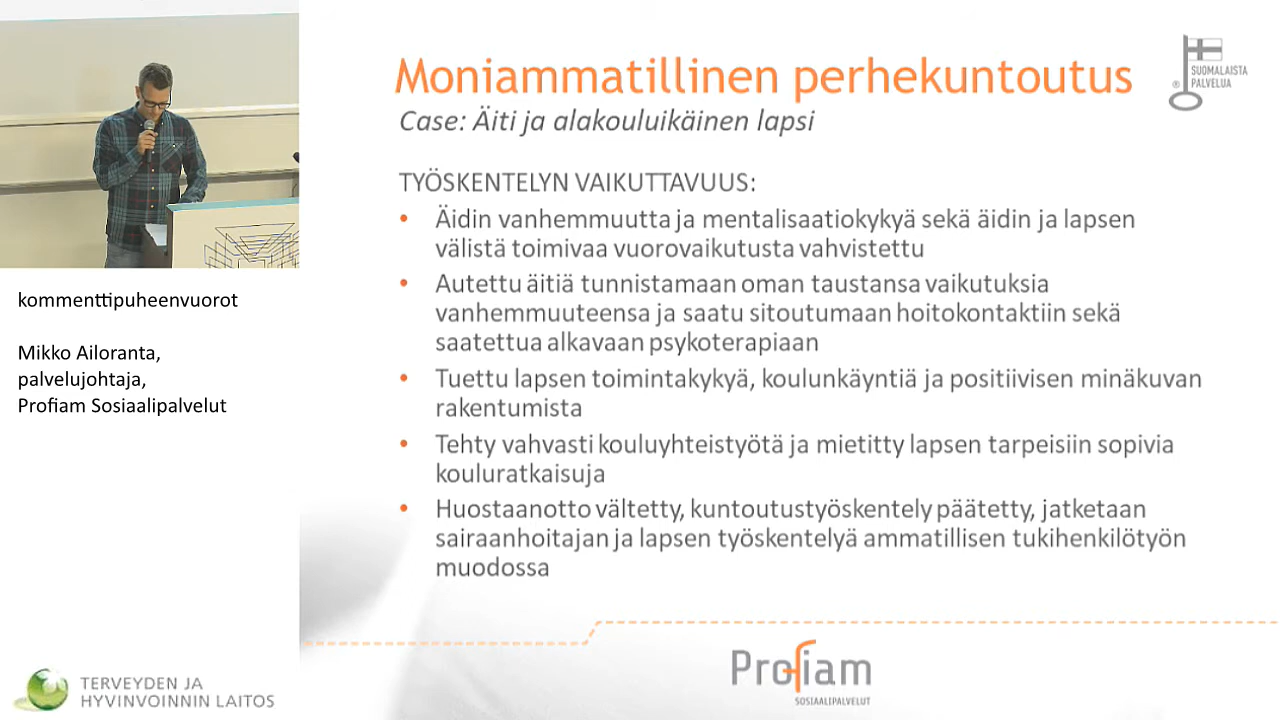 Moniammatillinen perhekuntoutus
Case: Äiti ja alakouluikäinen lapsi
® SUOMALAISTA
PALVELUA
TYÖSKENTELYN VAIKUTTAVUUS:
• Äidin vanhemmuutta ja mentalisaatiokykyä sekä äidin ja lapsen
välistä toimivaa vuorovaikutusta vahvistettu
• Autettu äitiä tunnistamaan oman taustansa vaikutuksia
vanhemmuuteensa ja saatu sitoutumaan hoitokontaktiin sekä
saatettua alkavaan psykoterapiaan
• Tuettu lapsen toimintakykyä, koulunkäyntiä ja positiivisen minäkuvan
rakentumista
• Tehty vahvasti kouluyhteistyötä ja mietitty lapsen tarpeisiin sopivia
kouluratkaisuja
• Huostaanotto vältetty, kuntoutustyöskentely päätetty, jatketaan
sairaanhoitajan ja lapsen työskentelyä ammatillisen tukihenkilötyön
muodossa
kommenttipuheenvuorot
Mikko Ailoranta,
palvelujohtaja,
Profiam Sosiaalipalvelut
TERVEYDEN JA
HYVINVOINNIN LAITOS
Profiam
SOSIAALIPALVELUT